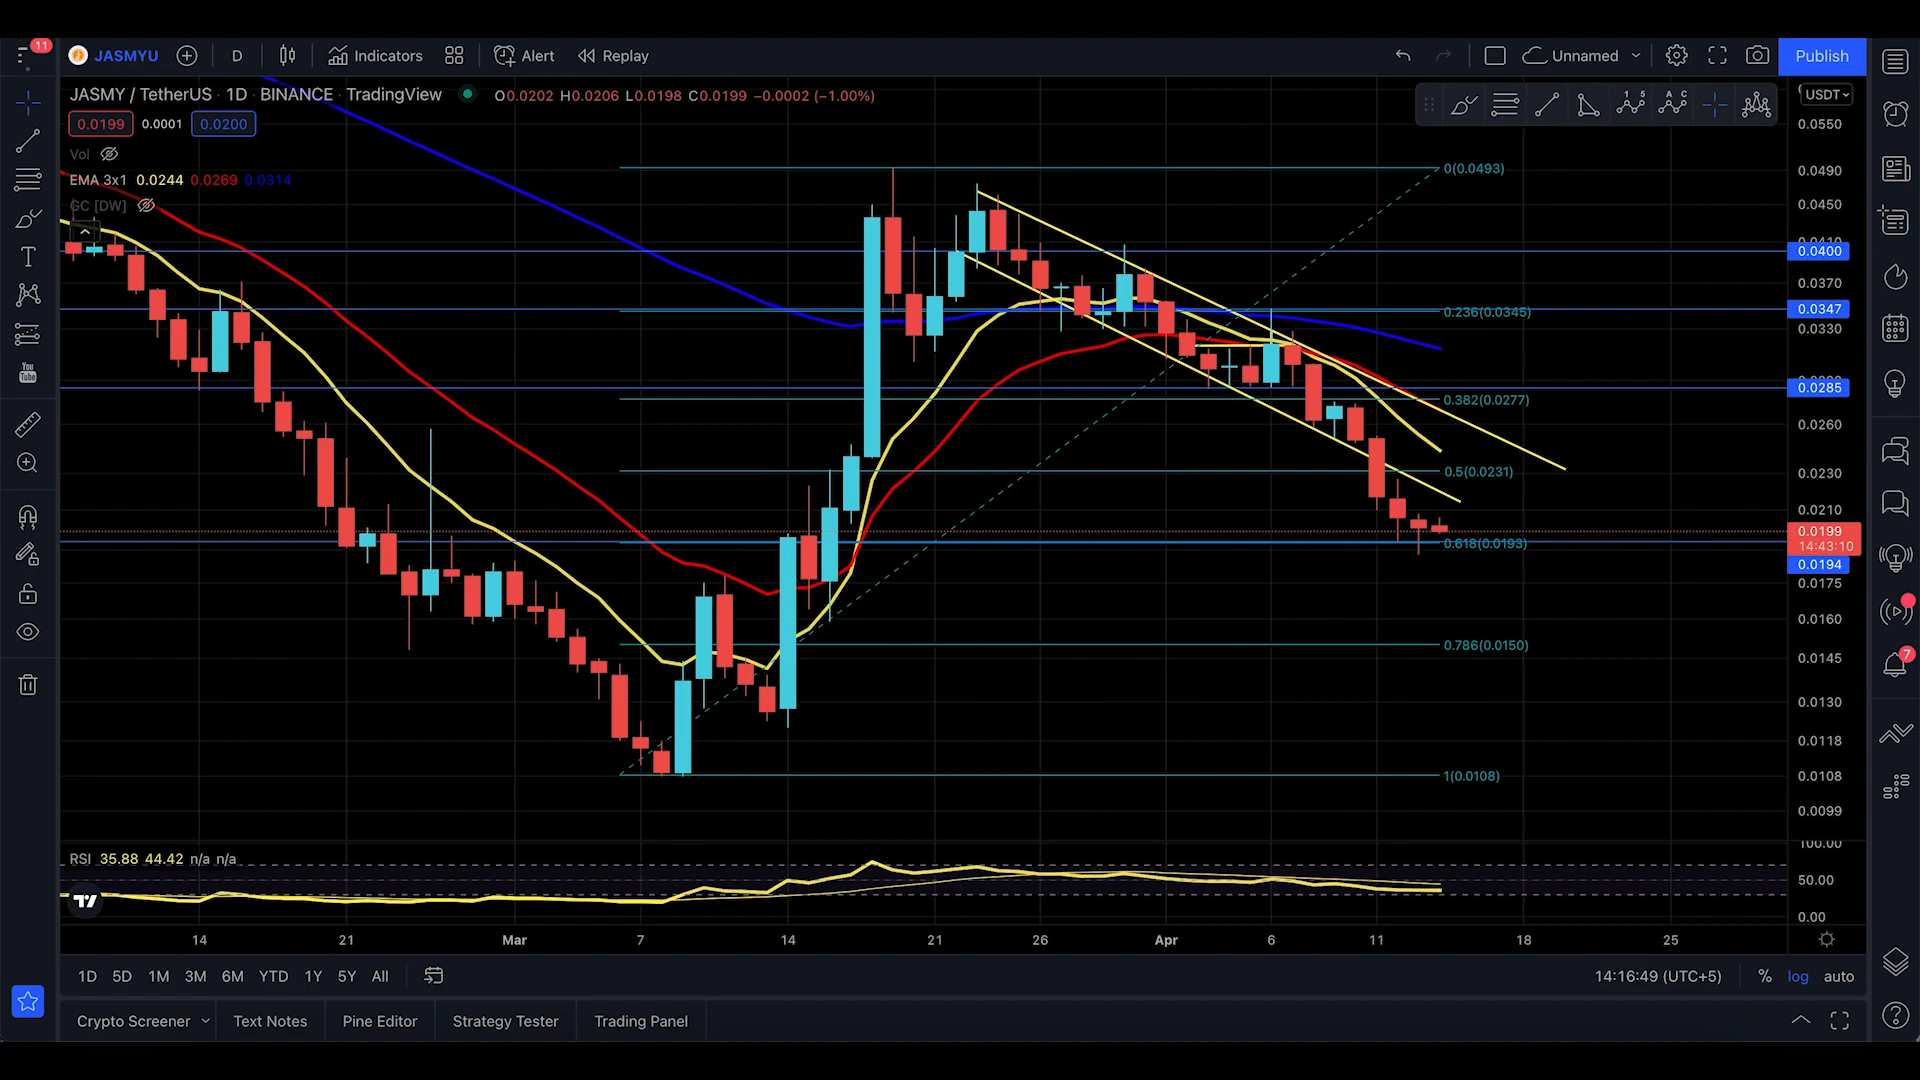 11
JASMYU
D
Indicators
Alert
Replay
Unnamed
Publish
JASMY / TetherUS · 1D · BINANCE · TradingView
O0.0202 H0.0206 L0.0198 C0.0199 −0.0002 (−1.00%)
USDT
0.0199
0.0001
0.0200
Vol
EMA 3x1 0.0244 0.0269 0.0314
GC [DW]
0(0.0493)
0.236(0.0345)
0.382(0.0277)
0.5(0.0231)
0.618(0.0193)
0.786(0.0150)
1(0.0108)
0.0550
0.0490
0.0450
0.0410
0.0400
0.0370
0.0347
0.0330
0.0285
0.0260
0.0230
0.0210
0.0199
14:43:10
0.0194
0.0175
0.0160
0.0145
0.0130
0.0118
0.0108
0.0099
RSI 35.88 44.42 n/a n/a
100.00
50.00
0.00
14
21
Mar
7
14
21
26
Apr
6
11
18
25
1D 5D 1M 3M 6M YTD 1Y 5Y All
14:16:49 (UTC+5)
%
log
auto
Crypto Screener
Text Notes
Pine Editor
Strategy Tester
Trading Panel
You
Tube
1 5
A C
7